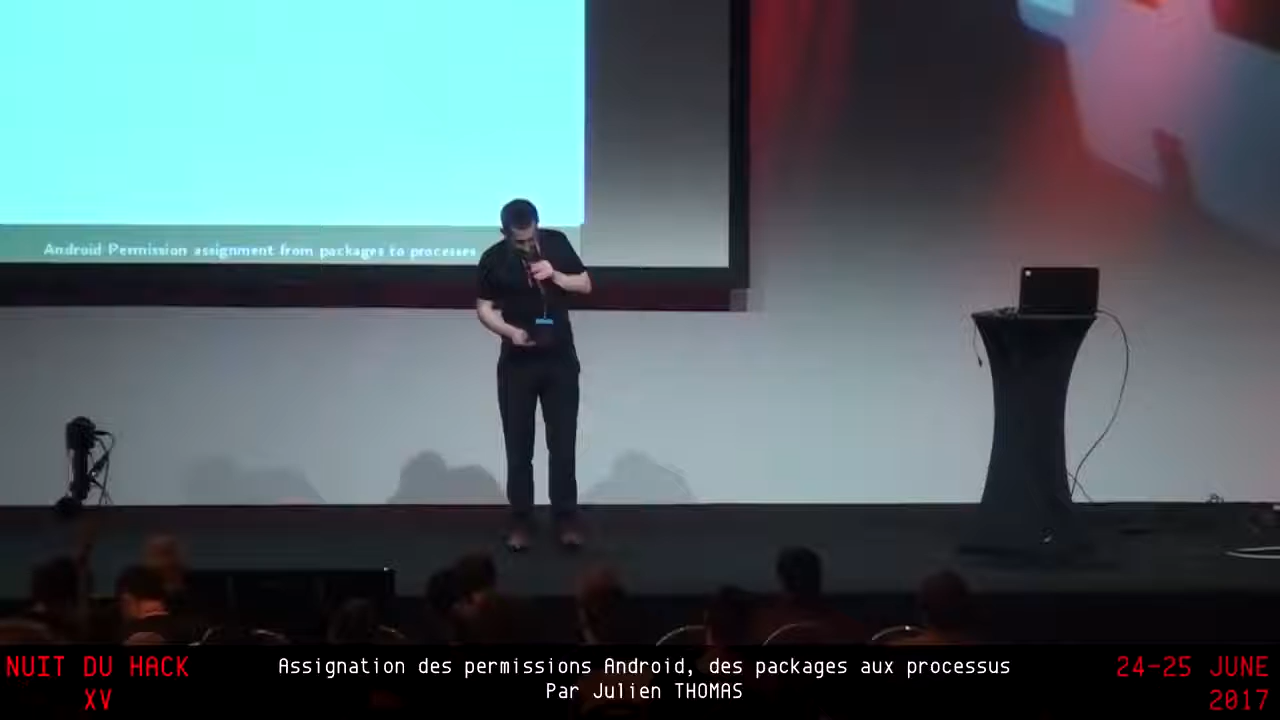 Android Permission assignment from packages to processes
NUIT DU HACK
XV
Assignation des permissions Android, des packages aux processus
Par Julien THOMAS
24-25 JUNE
2017